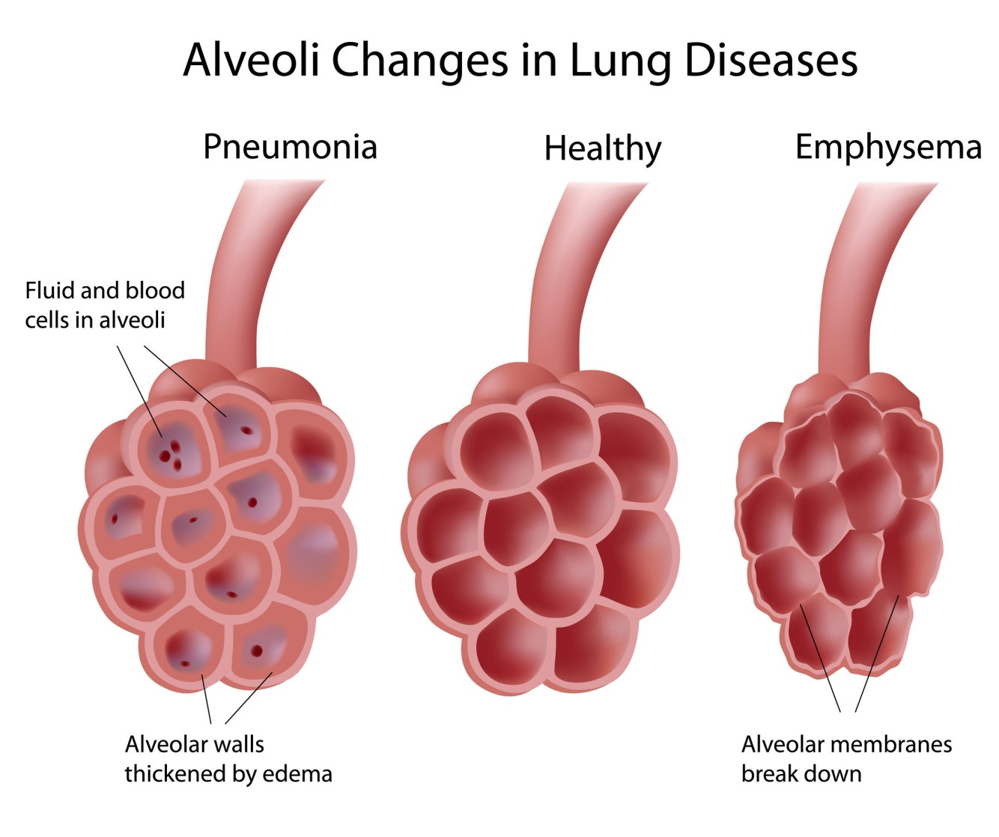 Alveoli Changes in Lung Diseases
Pneumonia
Healthy
Emphysema
Fluid and blood
cells in alveoli
Alveolar walls
thickened by edema
Alveolar membranes
break down